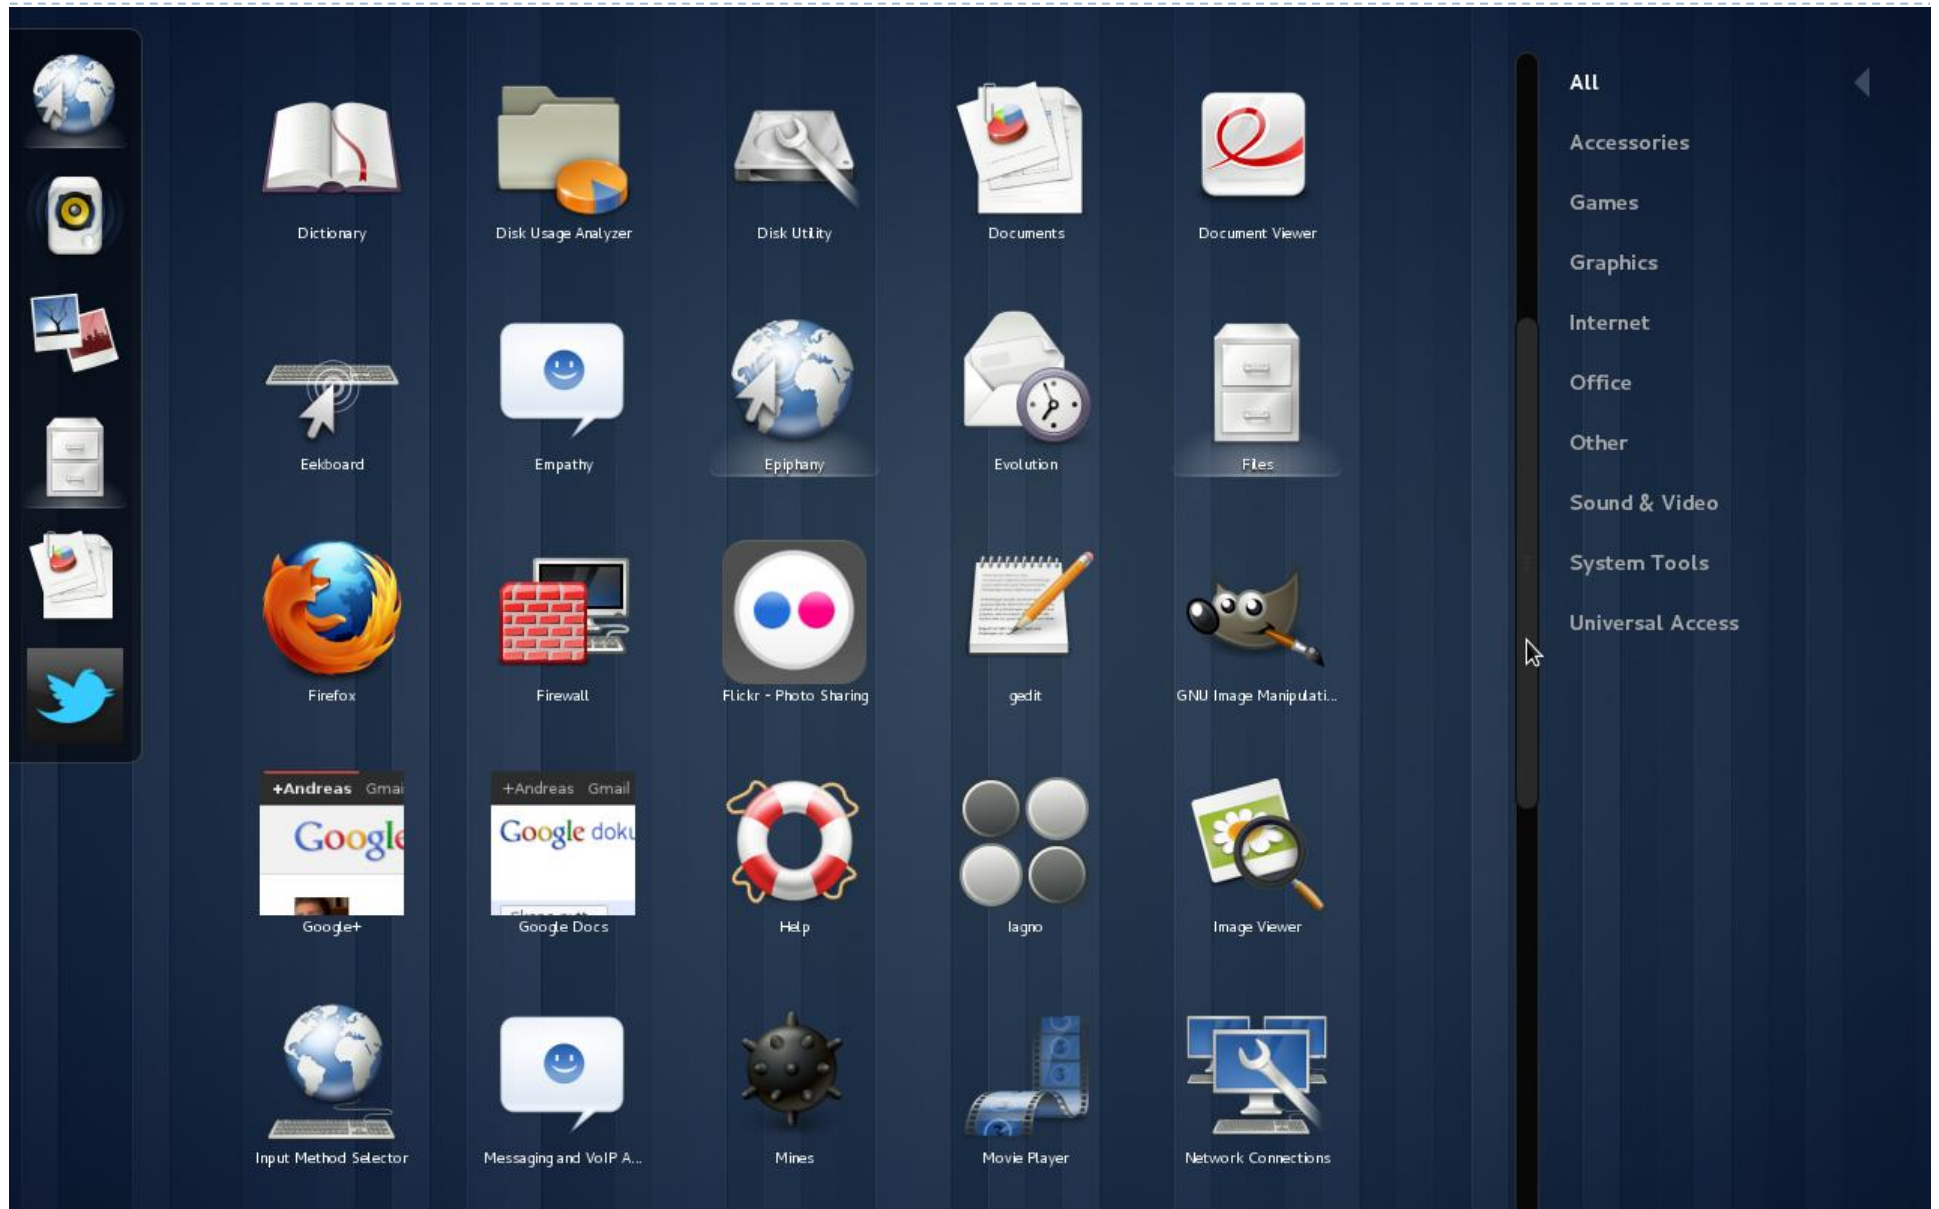 All
Dictionary
Disk Usage Analyzer
Disk Utility
Documents
Document Viewer
Accessories
Games
Graphics
Internet
Office
Other
Sound & Video
System Tools
Universal Access
Eekboard
Empathy
Epiphany
Evolution
Files
Firefox
Firewall
Flickr - Photo Sharing
gedit
GNU Image Manipulati...
+Andreas Gmai
Google
Google+
+Andreas Gmail
Google doku
Google Docs
Help
Iagno
Image Viewer
Input Method Selector
Messaging and VoIP A...
Mines
Movie Player
Network Connections